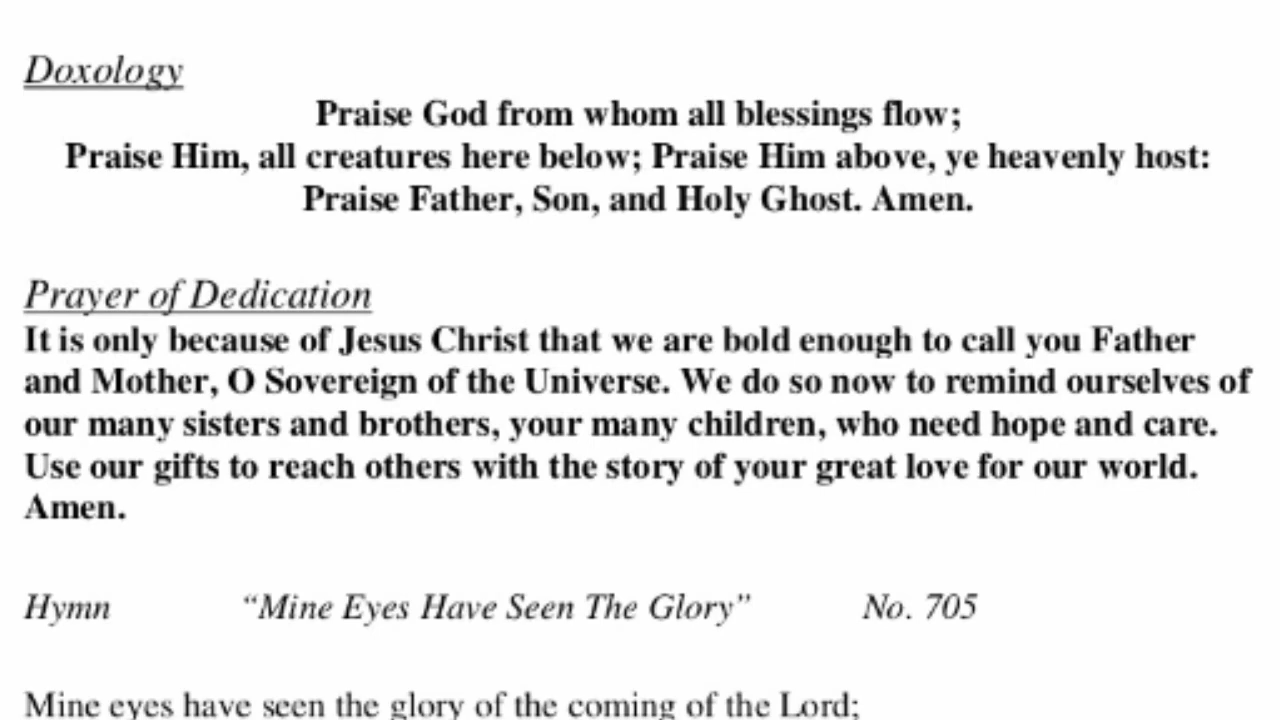 Doxology
Praise God from whom all blessings flow;
Praise Him, all creatures here below; Praise Him above, ye heavenly host:
Praise Father, Son, and Holy Ghost. Amen.
Prayer of Dedication
It is only because of Jesus Christ that we are bold enough to call you Father
and Mother, O Sovereign of the Universe. We do so now to remind ourselves of
our many sisters and brothers, your many children, who need hope and care.
Use our gifts to reach others with the story of your great love for our world.
Amen.
Hymn “Mine Eyes Have Seen The Glory” No. 705
Mine eyes have seen the glory of the coming of the Lord;